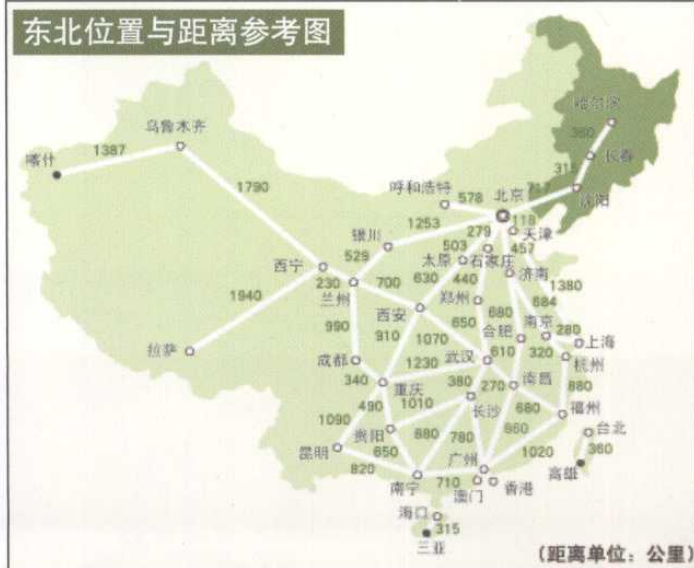 东北位置与距离参考图
哈尔滨
乌鲁木齐
360
喀什
1387
长春
315
呼和浩特
578
北京
717
沈阳
1790
118
天津
1253
银川
279
503
457
太原
石家庄
济南
西宁
529
230
兰州
700
630
440
1380
1940
郑州
680
684
西安
650
合肥
南京
280
上海
990
910
1070
拉萨
成都
1230
武汉
610
320
杭州
340
重庆
380
270
南昌
880
490
1010
长沙
680
福州
1090
贵阳
880
780
860
台北
昆明
650
广州
1020
360
820
高雄
南宁
710
澳门
香港
海口
315
三亚
(距离单位：公里)